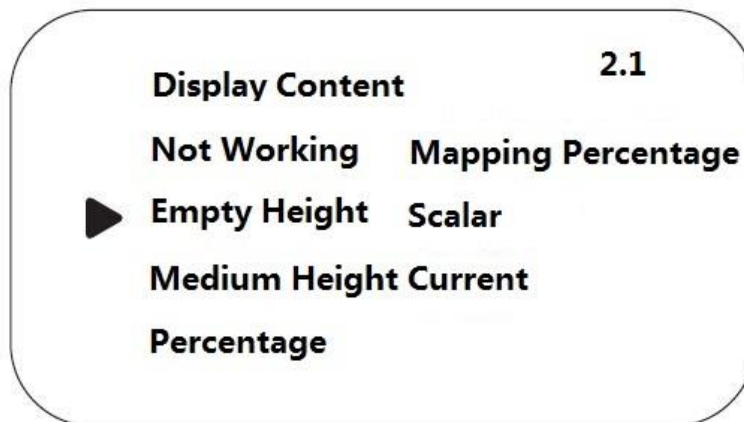 Display Content 2.1
Not Working Mapping Percentage
Empty Height Scalar
Medium Height Current
Percentage